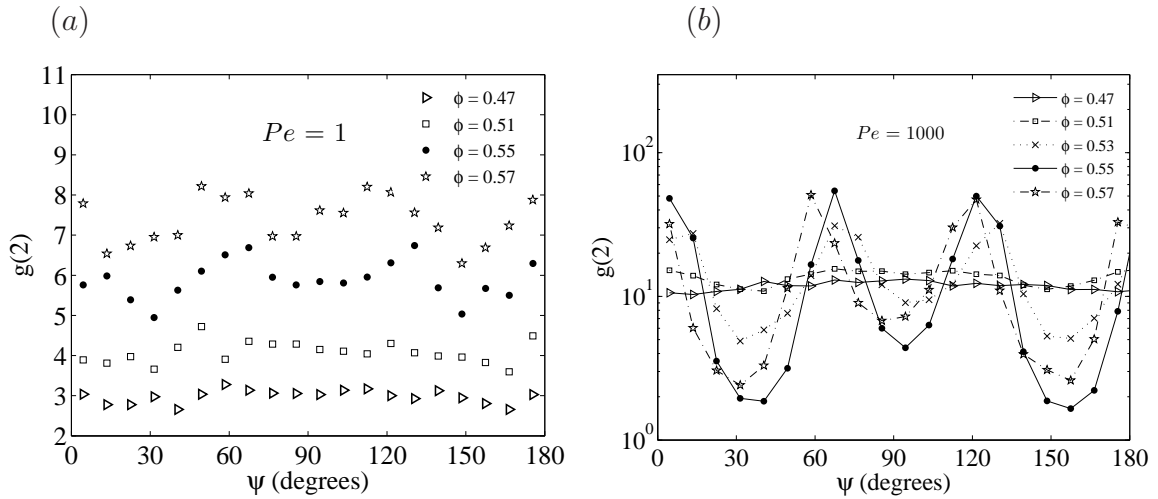 (a)
11
10
9
8
7
6
5
4
3
2
g(2)
Pe = 1
ϕ = 0.47
ϕ = 0.51
ϕ = 0.55
ϕ = 0.57
0 30 60 90 120 150 180
ψ (degrees)
(b)
10²
10¹
10⁰
g(2)
Pe = 1000
ϕ = 0.47
ϕ = 0.51
ϕ = 0.53
ϕ = 0.55
ϕ = 0.57
0 30 60 90 120 150 180
ψ (degrees)